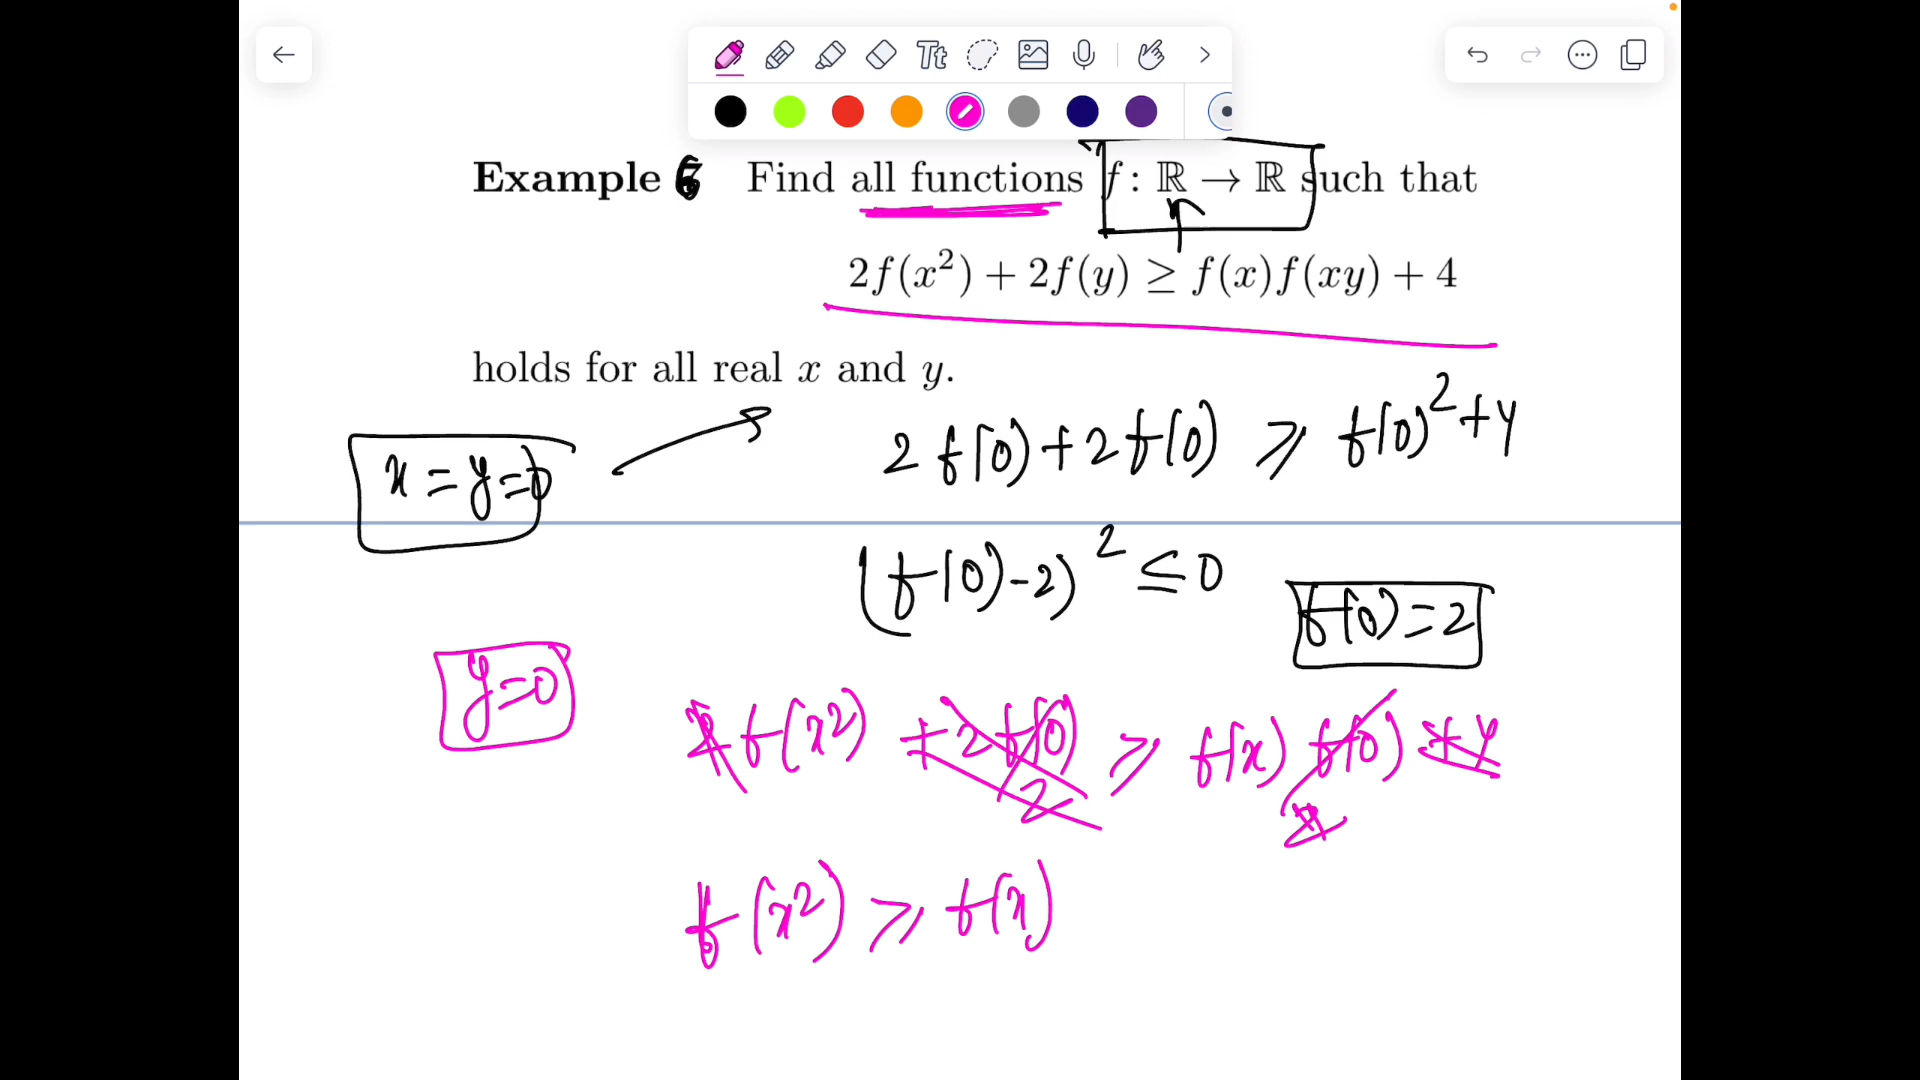 Tt
Example 6 Find all functions f: ℝ → ℝ such that
2f(x²) + 2f(y) ≥ f(x)f(xy) + 4
holds for all real x and y.
x = y = 0
2f(0) + 2f(0) ≥ f(0)² + 4
(f(0) - 2)² ≤ 0
f(0) = 2
y = 0
2f(x²) + 2f(0) ≥ f(x) f(0) + 4
2 2
f(x²) ≥ f(x)